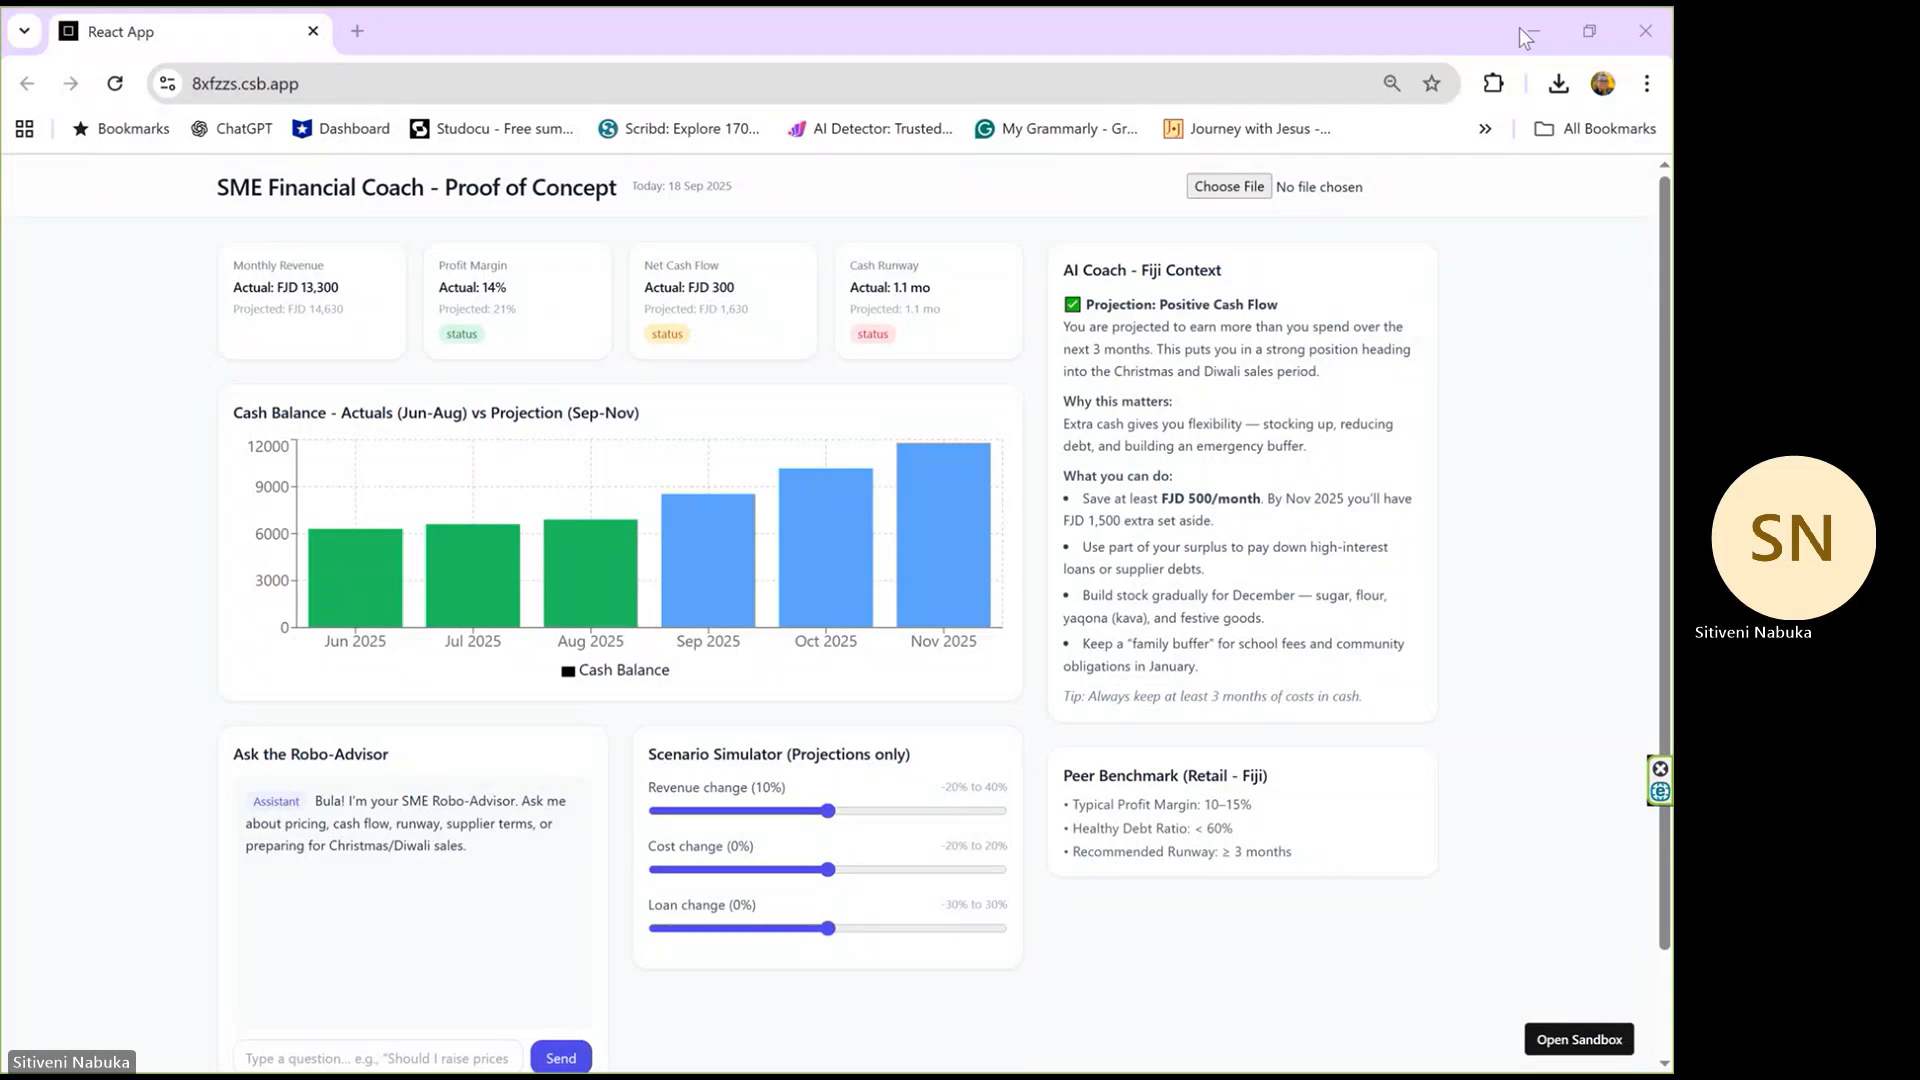 React App
8xfzzs.csb.app
Bookmarks
ChatGPT
Dashboard
Studocu - Free sum...
Scribd: Explore 170...
AI Detector: Trusted...
My Grammarly - Gr...
Journey with Jesus -...
»
All Bookmarks
SME Financial Coach - Proof of Concept
Today: 18 Sep 2025
Choose File No file chosen
Monthly Revenue
Actual: FJD 13,300
Projected: FJD 14,630
Profit Margin
Actual: 14%
Projected: 21%
status
Net Cash Flow
Actual: FJD 300
Projected: FJD 1,630
status
Cash Runway
Actual: 1.1 mo
Projected: 1.1 mo
status
Cash Balance - Actuals (Jun-Aug) vs Projection (Sep-Nov)
12000
9000
6000
3000
0
Jun 2025
Jul 2025
Aug 2025
Sep 2025
Oct 2025
Nov 2025
Cash Balance
AI Coach - Fiji Context
✅ Projection: Positive Cash Flow
You are projected to earn more than you spend over the
next 3 months. This puts you in a strong position heading
into the Christmas and Diwali sales period.
Why this matters:
Extra cash gives you flexibility — stocking up, reducing
debt, and building an emergency buffer.
What you can do:
• Save at least FJD 500/month. By Nov 2025 you'll have
FJD 1,500 extra set aside.
• Use part of your surplus to pay down high-interest
loans or supplier debts.
• Build stock gradually for December — sugar, flour,
yaqona (kava), and festive goods.
• Keep a “family buffer” for school fees and community
obligations in January.
Tip: Always keep at least 3 months of costs in cash.
Ask the Robo-Advisor
Assistant Bula! I'm your SME Robo-Advisor. Ask me
about pricing, cash flow, runway, supplier terms, or
preparing for Christmas/Diwali sales.
Type a question... e.g., “Should I raise prices
Send
Scenario Simulator (Projections only)
Revenue change (10%)
-20% to 40%
Cost change (0%)
-20% to 20%
Loan change (0%)
-30% to 30%
Peer Benchmark (Retail - Fiji)
• Typical Profit Margin: 10–15%
• Healthy Debt Ratio: < 60%
• Recommended Runway: ≥ 3 months
Open Sandbox
SN
Sitiveni Nabuka
Sitiveni Nabuka